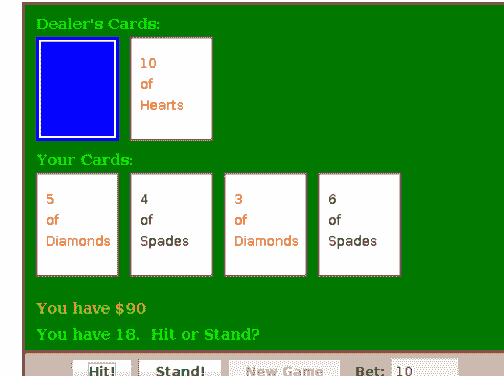 Dealer's Cards:
10
of
Hearts
Your Cards:
5
of
Diamonds
4
of
Spades
3
of
Diamonds
6
of
Spades
You have $90
You have 18. Hit or Stand?
Hit! Stand! New Game Bet: 10